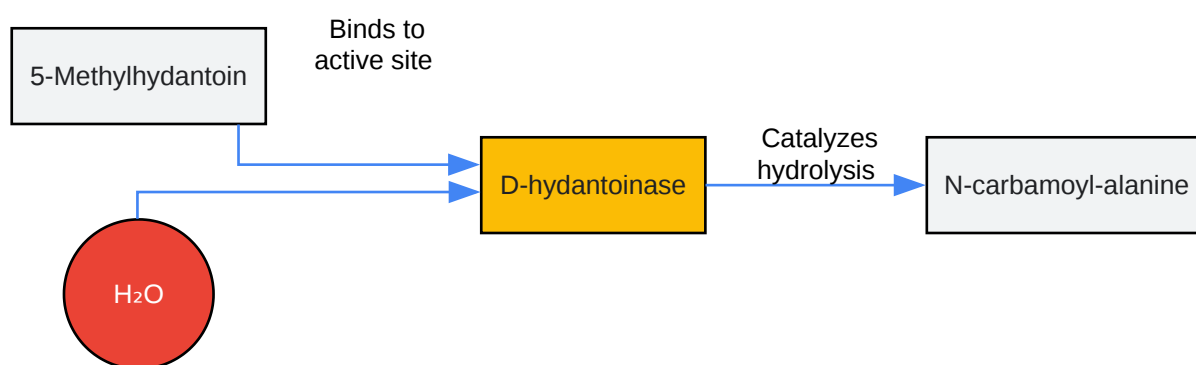 Binds to
active site
5-Methylhydantoin
Catalyzes
hydrolysis
D-hydantoinase
N-carbamoyl-alanine
H₂O